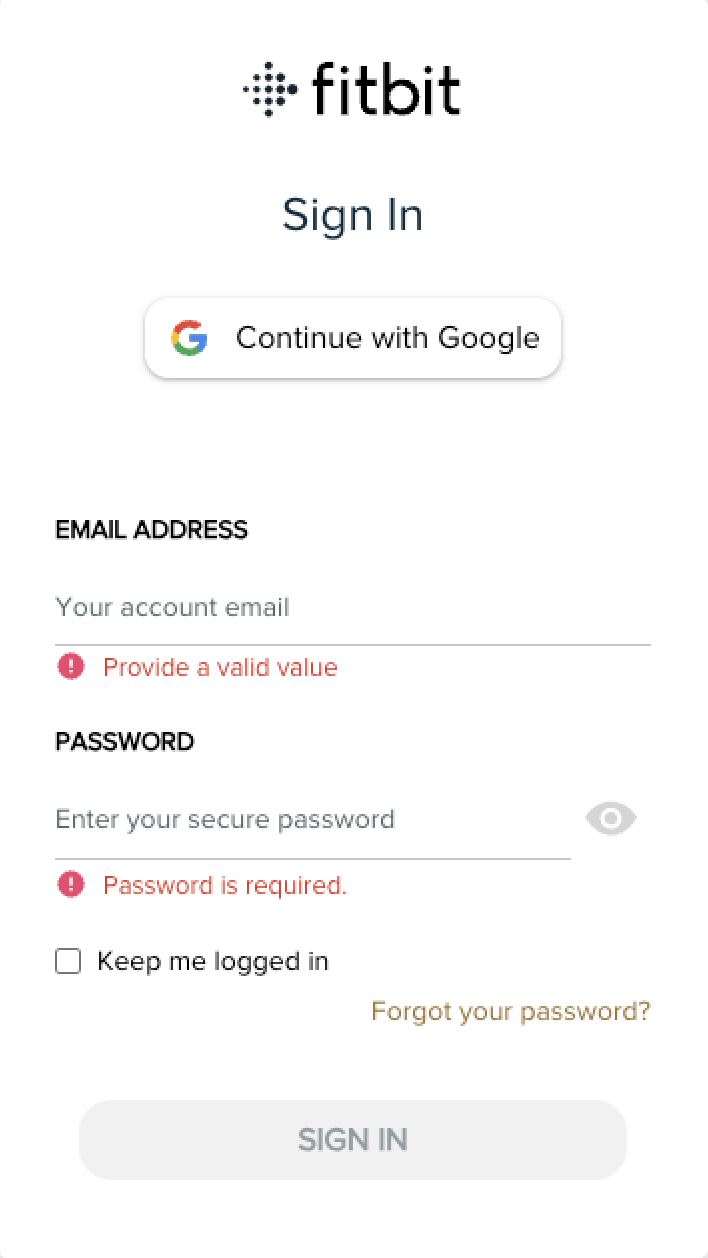 fitbit
Sign In
Continue with Google
EMAIL ADDRESS
Your account email
Provide a valid value
PASSWORD
Enter your secure password
Password is required.
Keep me logged in
Forgot your password?
SIGN IN